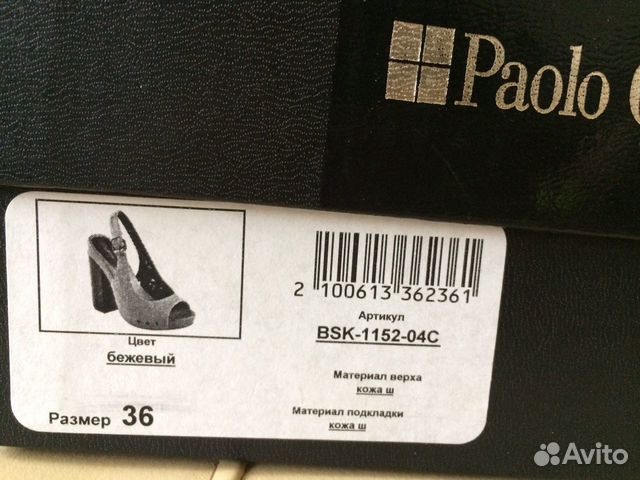 Paolo
2 100613 362361
Артикул
BSK-1152-04C
Цвет
бежевый
Материал верха
кожа ш
Размер 36
Материал подкладки
кожа ш
Avito